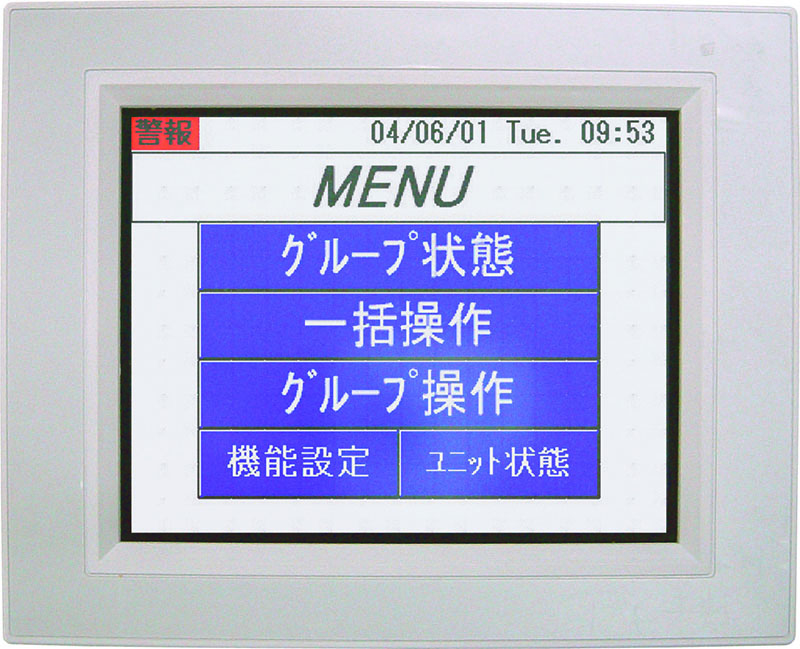 警報 04/06/01 Tue. 09:53
MENU
グループ状態
一括操作
グループ操作
機能設定 ユニット状態